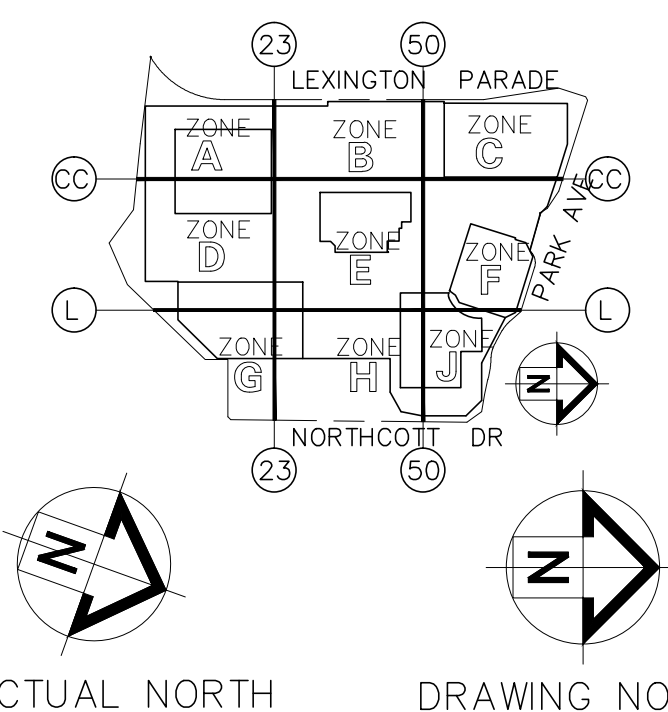 23 50
LEXINGTON PARADE
ZONE A ZONE B ZONE C
CC CC
PARK AVE
ZONE D ZONE E ZONE F
L L
ZONE G ZONE H ZONE J
N
NORTHCOTT DR
23 50
N N
CTUAL NORTH DRAWING NO